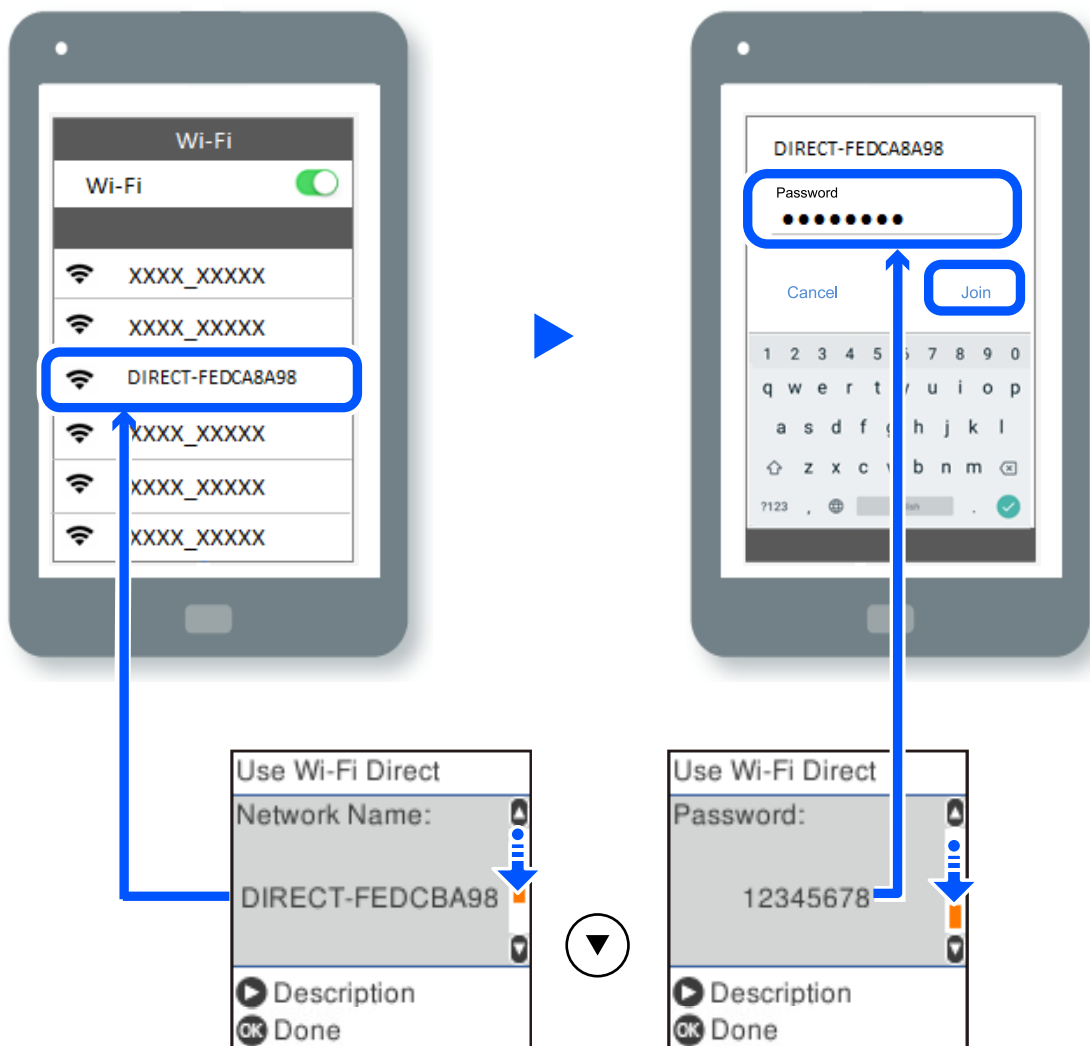 Wi-Fi
Wi-Fi
XXXX_XXXXX
XXXX_XXXXX
DIRECT-FEDCA8A98
XXXX_XXXXX
XXXX_XXXXX
XXXX_XXXXX
DIRECT-FEDCA8A98
Password
Cancel
Join
1 2 3 4 5 7 8 9 0
q w e r t u i o p
a s d f h j k l
z x c b n m
?123 ,
.
Use Wi-Fi Direct
Network Name:
DIRECT-FEDCBA98
Description
OK Done
Use Wi-Fi Direct
Password:
12345678
Description
OK Done